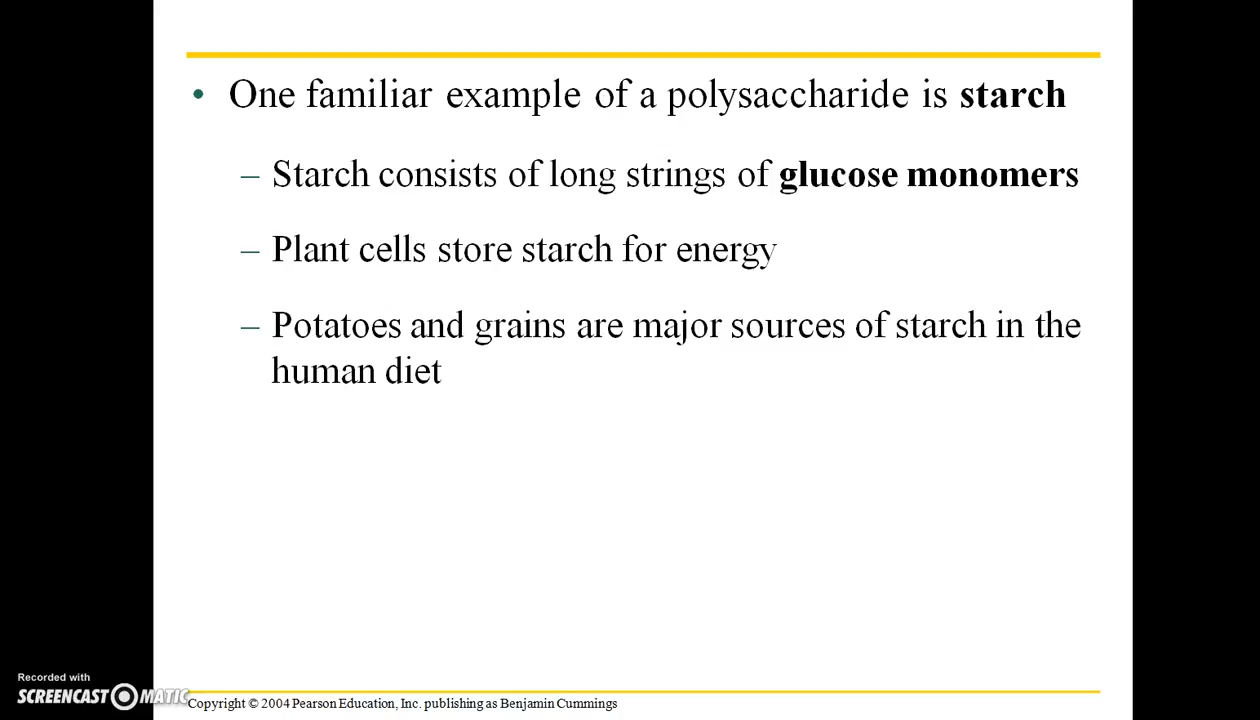 • One familiar example of a polysaccharide is starch
– Starch consists of long strings of glucose monomers
– Plant cells store starch for energy
– Potatoes and grains are major sources of starch in the
human diet
Recorded with
SCREENCAST MATIC
Copyright © 2004 Pearson Education, Inc. publishing as Benjamin Cummings